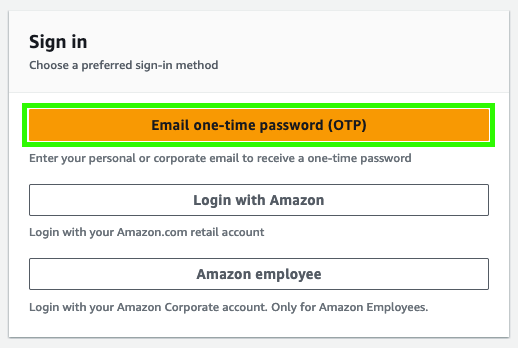 Sign in
Choose a preferred sign-in method
Email one-time password (OTP)
Enter your personal or corporate email to receive a one-time password
Login with Amazon
Login with your Amazon.com retail account
Amazon employee
Login with your Amazon Corporate account. Only for Amazon Employees.